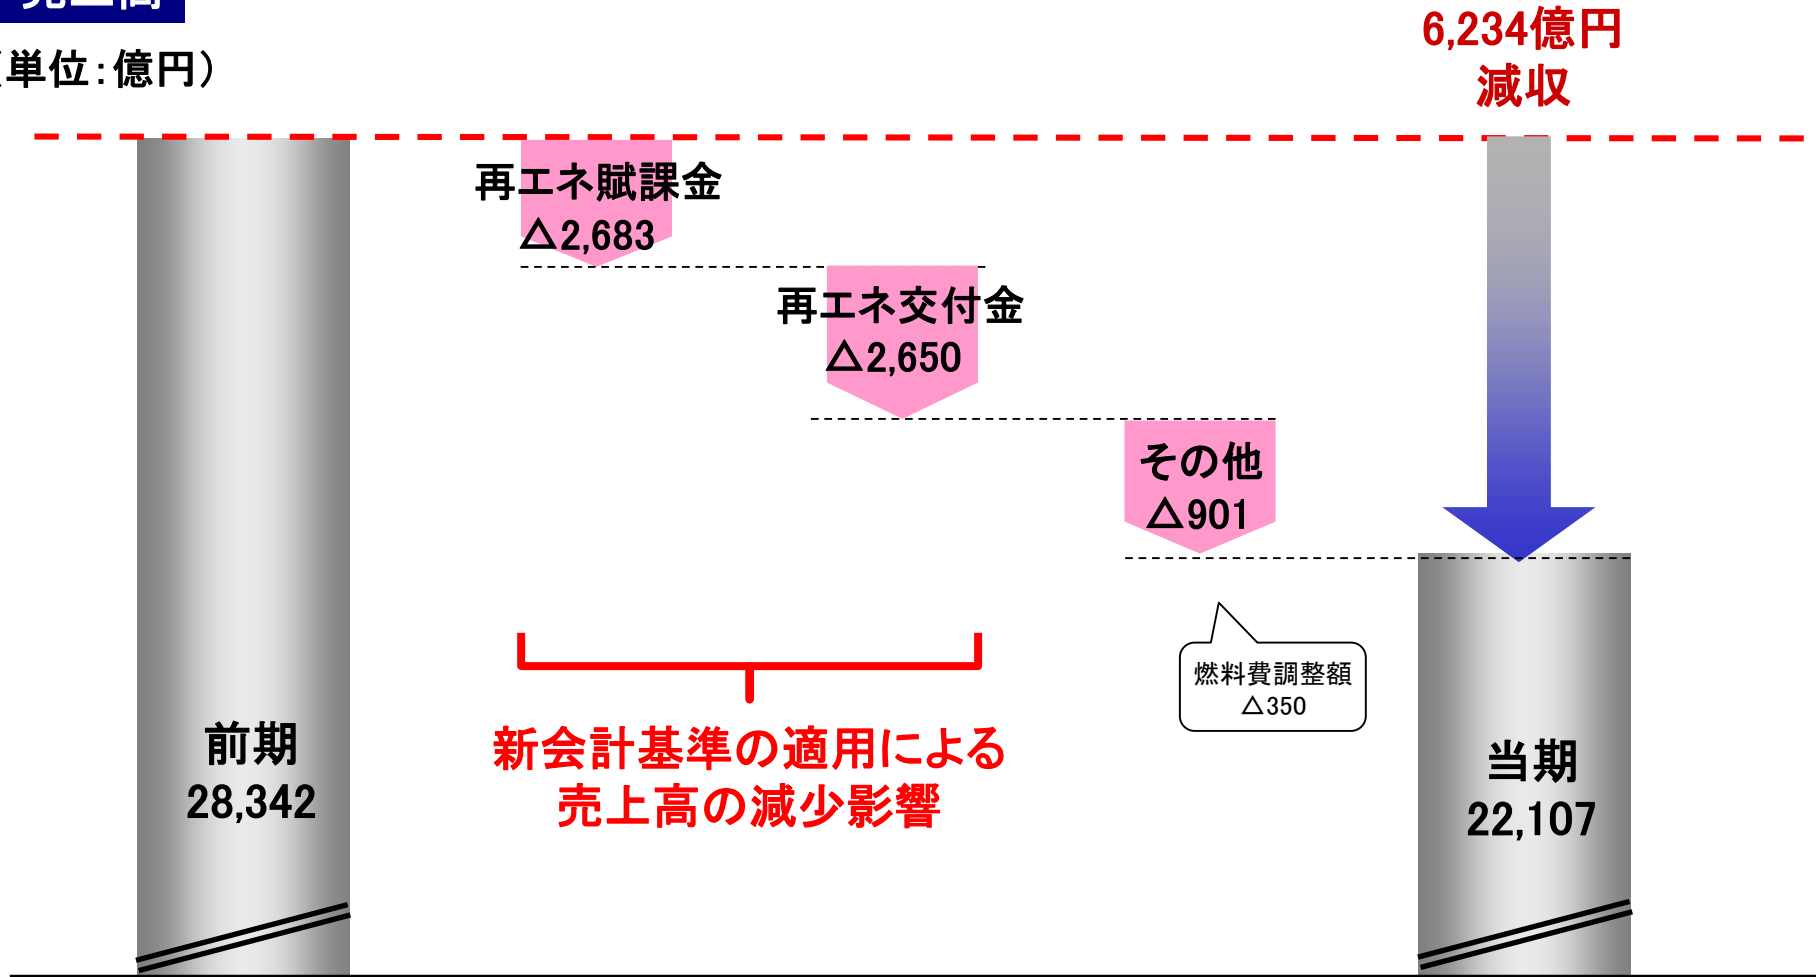 売上高
（単位：億円）
6,234億円
減収
再エネ賦課金
△2,683
再エネ交付金
△2,650
その他
△901
燃料費調整額
△350
新会計基準の適用による
売上高の減少影響
前期
28,342
当期
22,107